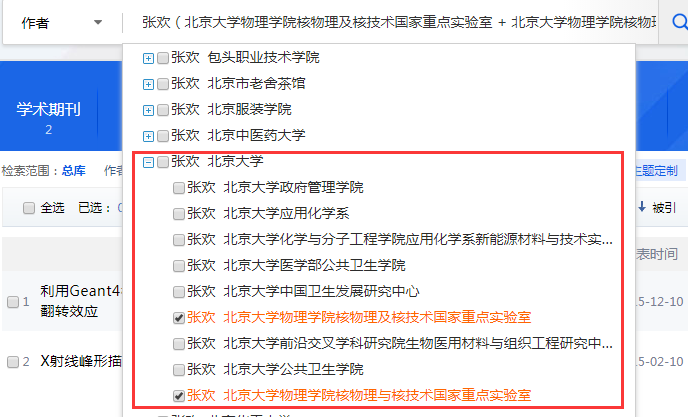 作者
张欢（北京大学物理学院核物理及核技术国家重点实验室 + 北京大学物理学院核物理
张欢 包头职业技术学院
张欢 北京市老舍茶馆
张欢 北京服装学院
张欢 北京中医药大学
张欢 北京大学
张欢 北京大学政府管理学院
张欢 北京大学应用化学系
张欢 北京大学化学与分子工程学院应用化学系新能源材料与技术实...
张欢 北京大学医学部公共卫生学院
张欢 北京大学中国卫生发展研究中心
张欢 北京大学物理学院核物理及核技术国家重点实验室
张欢 北京大学前沿交叉学科研究院生物医用材料与组织工程研究中...
张欢 北京大学公共卫生学院
张欢 北京大学物理学院核物理与核技术国家重点实验室
学术期刊
2
检索范围：总库 作者
主题定制
全选 已选：0
被引
表时间
1 利用Geant4
翻转效应
5-12-10
2 X射线峰形描
5-02-10